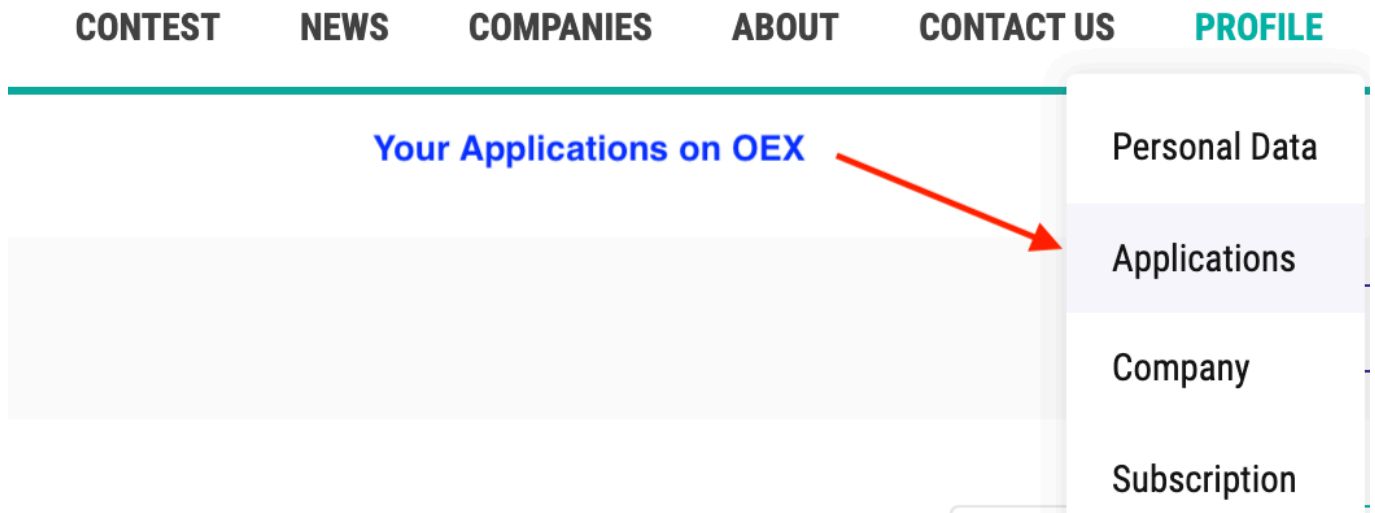 CONTEST NEWS COMPANIES ABOUT CONTACT US PROFILE
Your Applications on OEX
Personal Data
Applications
Company
Subscription